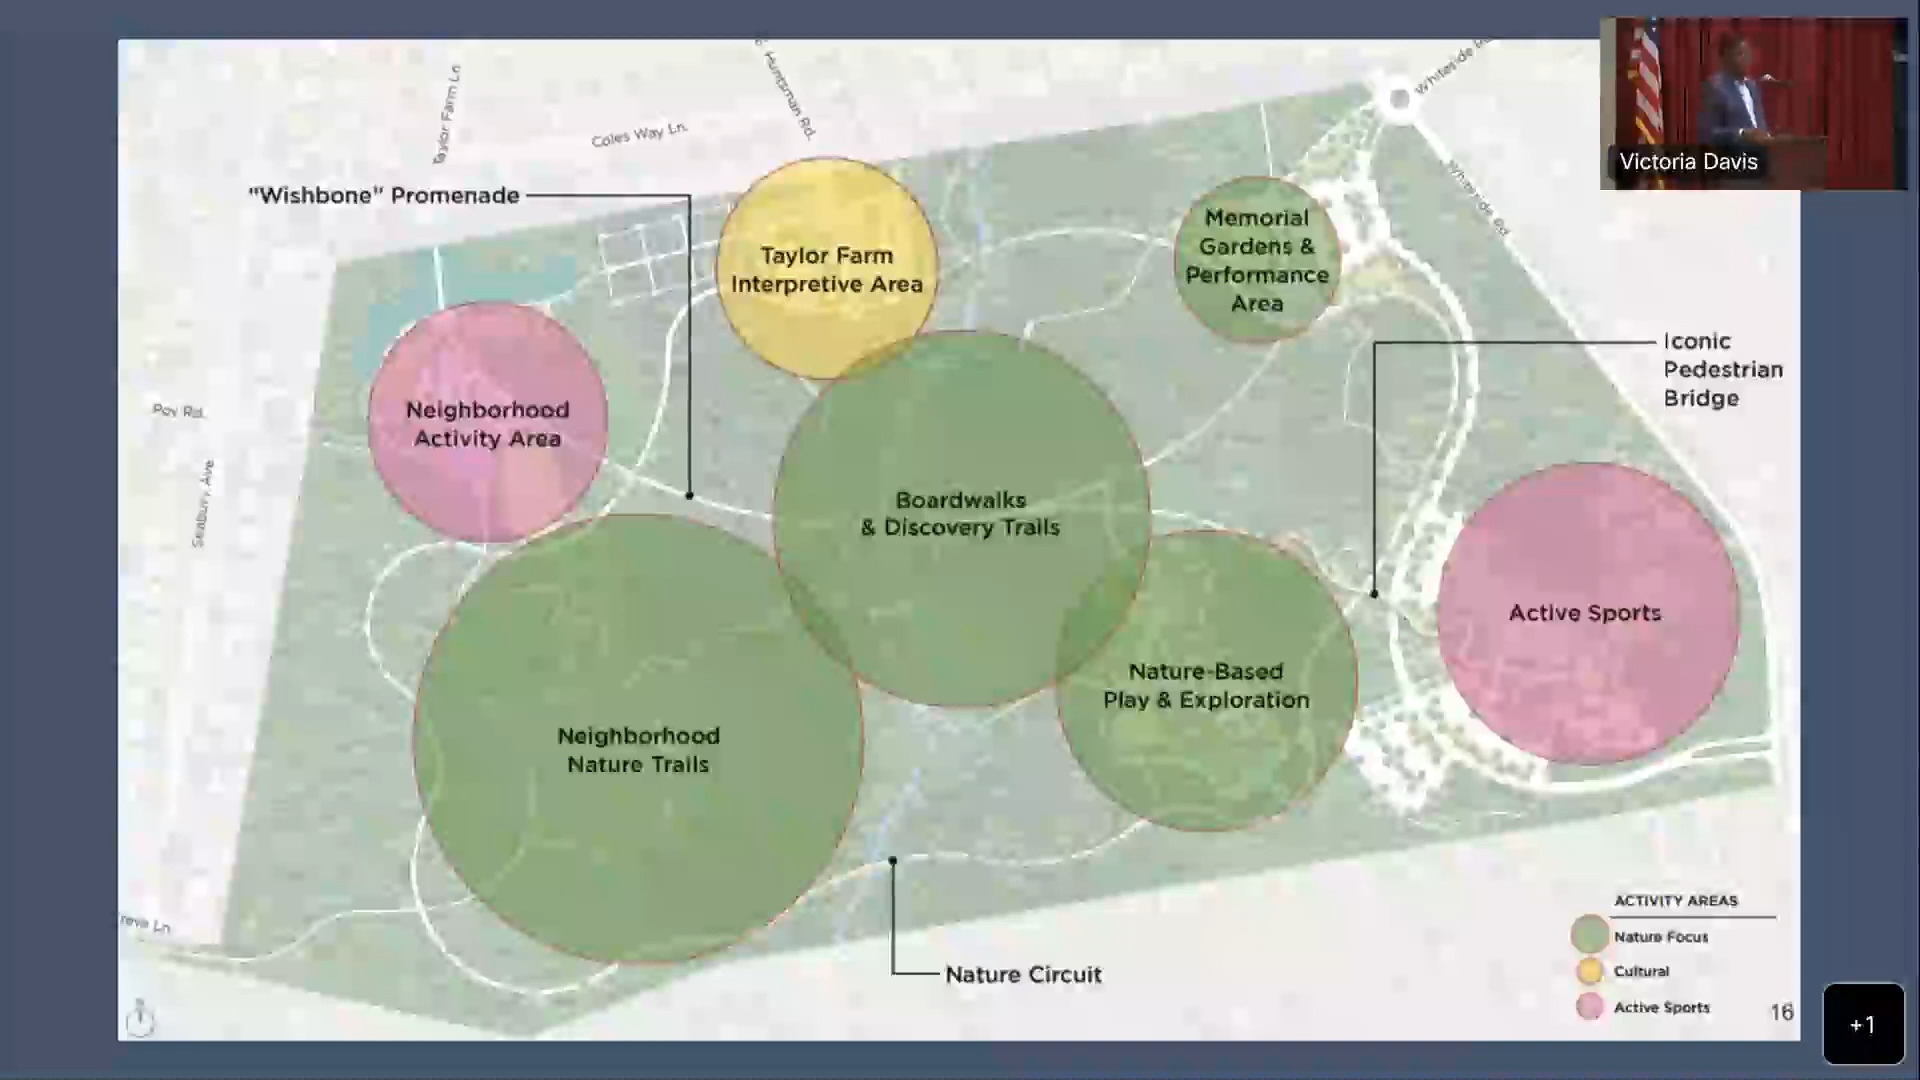 Taylor Farm Ln
Huntsman Rd.
Coles Way Ln.
Whiteside
Whiteside Rd
Victoria Davis
"Wishbone" Promenade
Taylor Farm
Interpretive Area
Memorial
Gardens &
Performance
Area
Iconic
Pedestrian
Bridge
Neighborhood
Activity Area
Seabury Ave
Boardwalks
& Discovery Trails
Active Sports
Nature-Based
Play & Exploration
Neighborhood
Nature Trails
Nature Circuit
ACTIVITY AREAS
Nature Focus
Cultural
Active Sports
16
+1